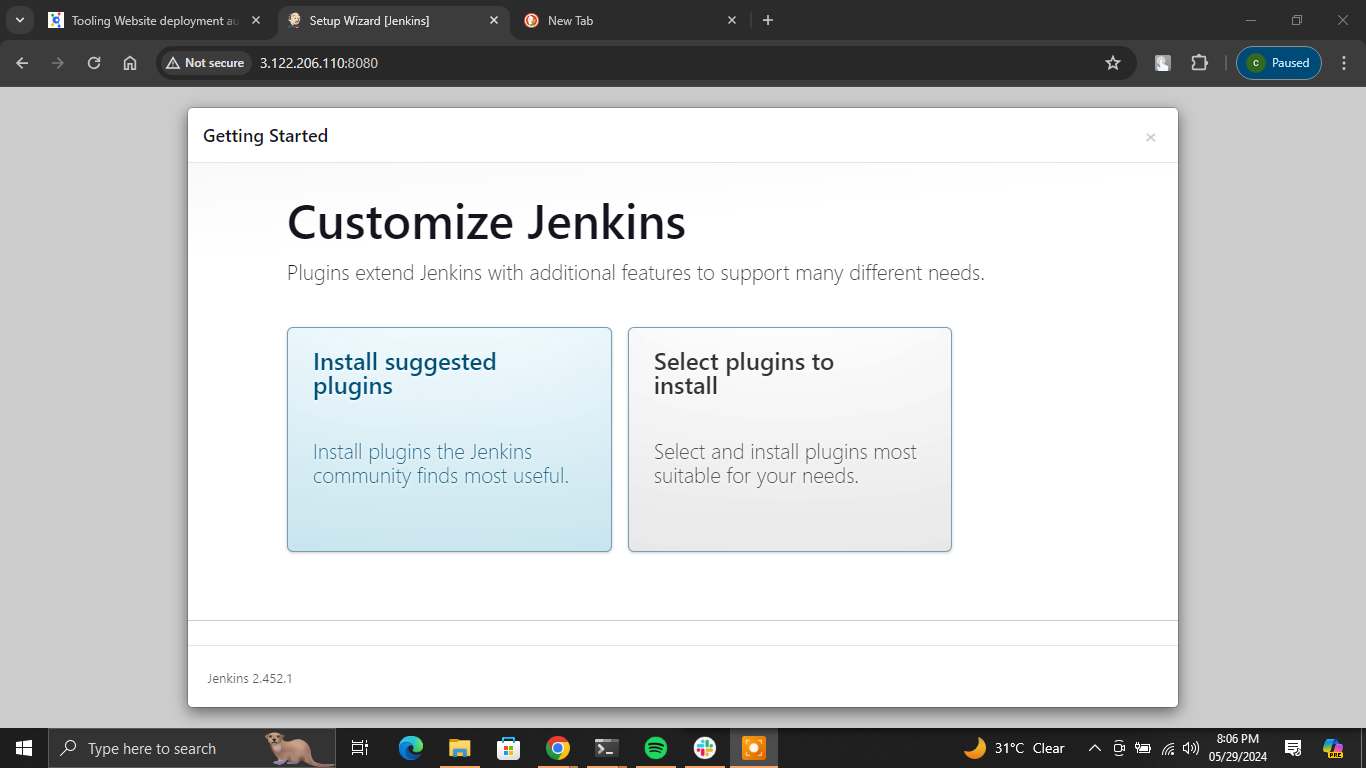 Tooling Website deployment au
Setup Wizard [Jenkins]
New Tab
Not secure
3.122.206.110:8080
c
Paused
Getting Started
×
Customize Jenkins
Plugins extend Jenkins with additional features to support many different needs.
Install suggested
plugins
Install plugins the Jenkins
community finds most useful.
Select plugins to
install
Select and install plugins most
suitable for your needs.
Jenkins 2.452.1
Type here to search
31°C Clear
8:06 PM
05/29/2024
PRE